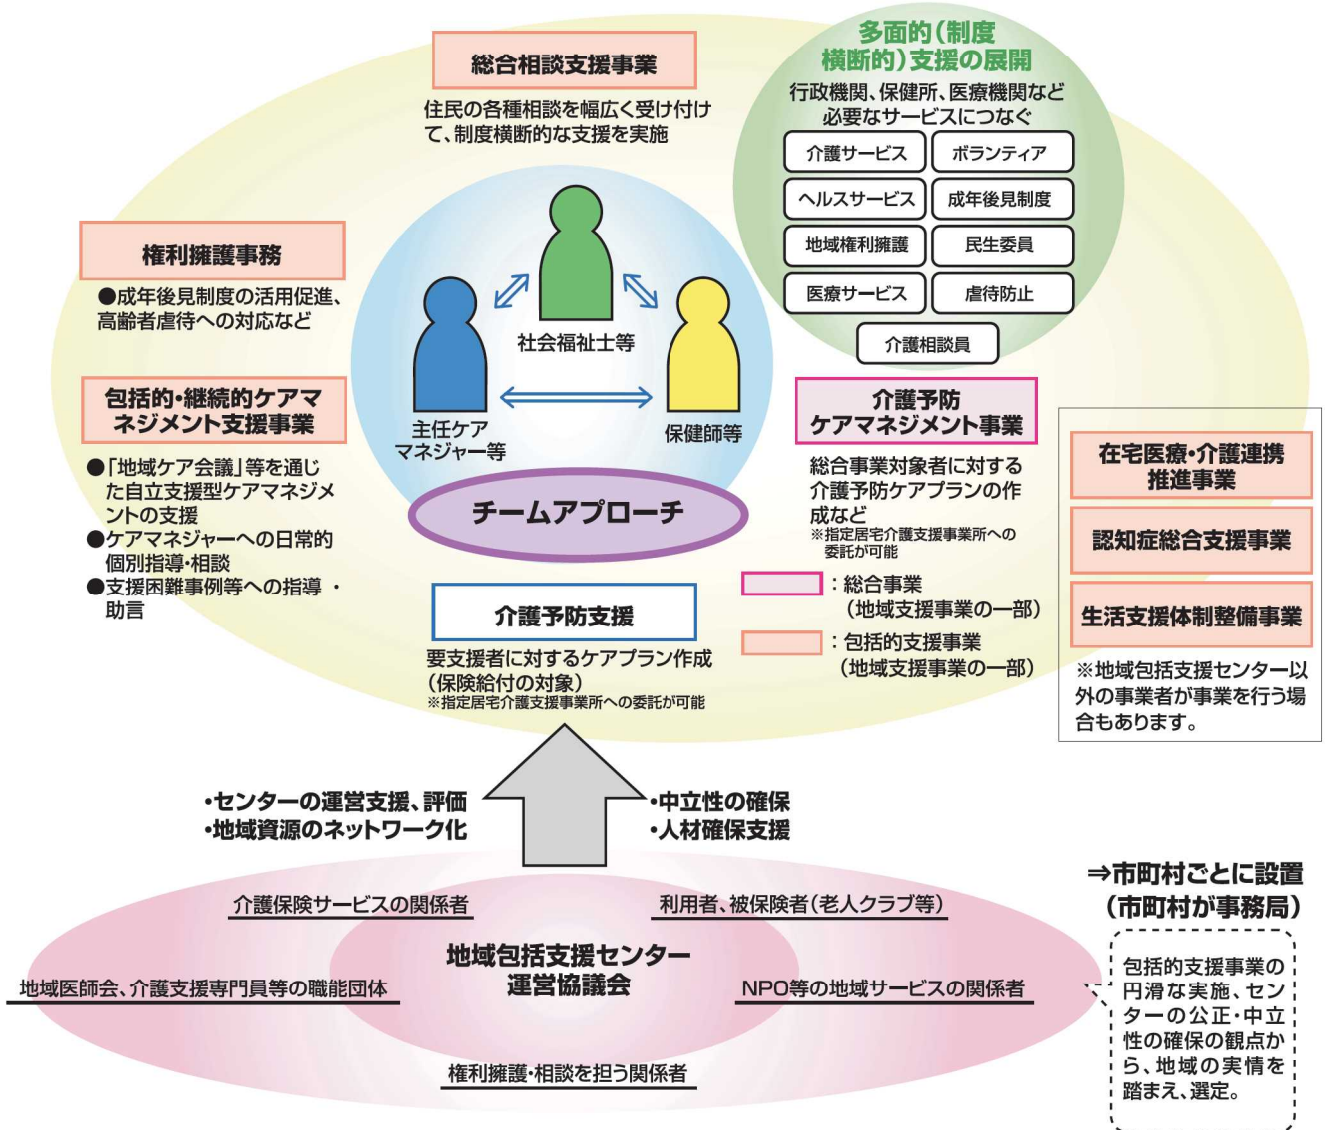 総合相談支援事業
住民の各種相談を幅広く受け付け
て、制度横断的な支援を実施
多面的（制度
横断的）支援の展開
行政機関、保健所、医療機関など
必要なサービスにつなぐ
介護サービス
ボランティア
ヘルスサービス
成年後見制度
地域権利擁護
民生委員
医療サービス
虐待防止
介護相談員
権利擁護事務
●成年後見制度の活用促進、
高齢者虐待への対応など
包括的・継続的ケアマ
ネジメント支援事業
●「地域ケア会議」等を通じ
た自立支援型ケアマネジメ
ントの支援
●ケアマネジャーへの日常的
個別指導・相談
●支援困難事例等への指導・
助言
社会福祉士等
主任ケア
マネジャー等
保健師等
チームアプローチ
介護予防
ケアマネジメント事業
総合事業対象者に対する
介護予防ケアプランの作
成など
※指定居宅介護支援事業所への
委託が可能
：総合事業
（地域支援事業の一部）
：包括的支援事業
（地域支援事業の一部）
介護予防支援
要支援者に対するケアプラン作成
（保険給付の対象）
※指定居宅介護支援事業所への委託が可能
在宅医療・介護連携
推進事業
認知症総合支援事業
生活支援体制整備事業
※地域包括支援センター以
外の事業者が事業を行う場
合もあります。
・センターの運営支援、評価
・地域資源のネットワーク化
・中立性の確保
・人材確保支援
介護保険サービスの関係者
利用者、被保険者（老人クラブ等）
地域包括支援センター
運営協議会
地域医師会、介護支援専門員等の職能団体
NPO等の地域サービスの関係者
権利擁護・相談を担う関係者
⇒市町村ごとに設置
（市町村が事務局）
包括的支援事業の
円滑な実施、セン
ターの公正・中立
性の確保の観点か
ら、地域の実情を
踏まえ、選定。